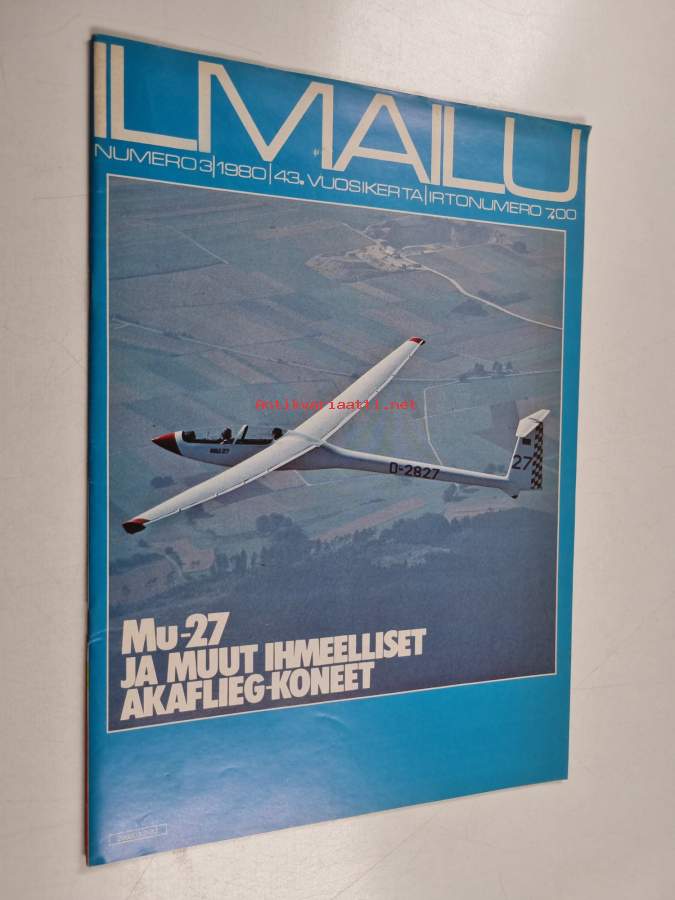 ILMAILU
NUMERO 3|1980|43. VUOSIKERTA|IRTONUMERO 7,00
Antikvariaatti.net
MU-27
D-2827
27
Mu-27
JA MUUT IHMEELLISET
AKAFLIEG-KONEET